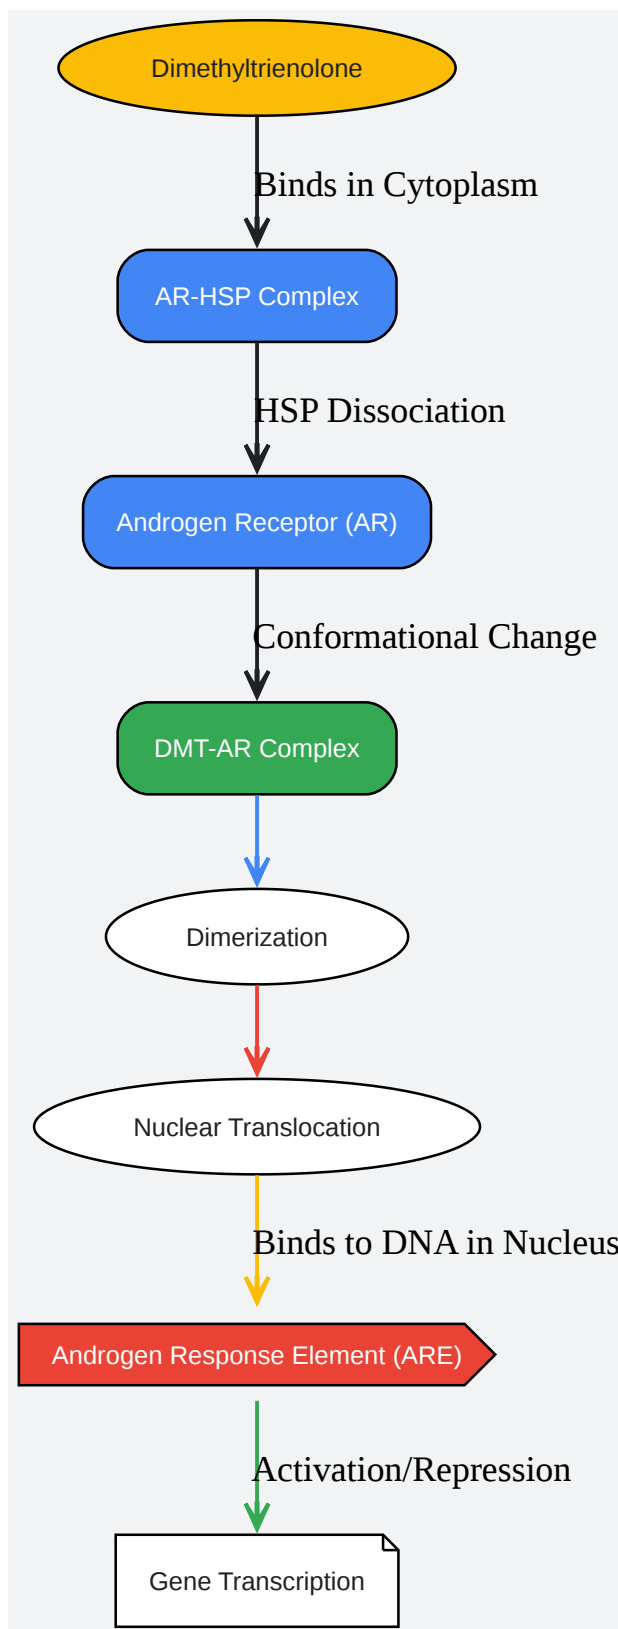 Dimethyltrienolone
Binds in Cytoplasm
AR-HSP Complex
HSP Dissociation
Androgen Receptor (AR)
Conformational Change
DMT-AR Complex
Dimerization
Nuclear Translocation
Binds to DNA in Nucleus
Androgen Response Element (ARE)
Activation/Repression
Gene Transcription